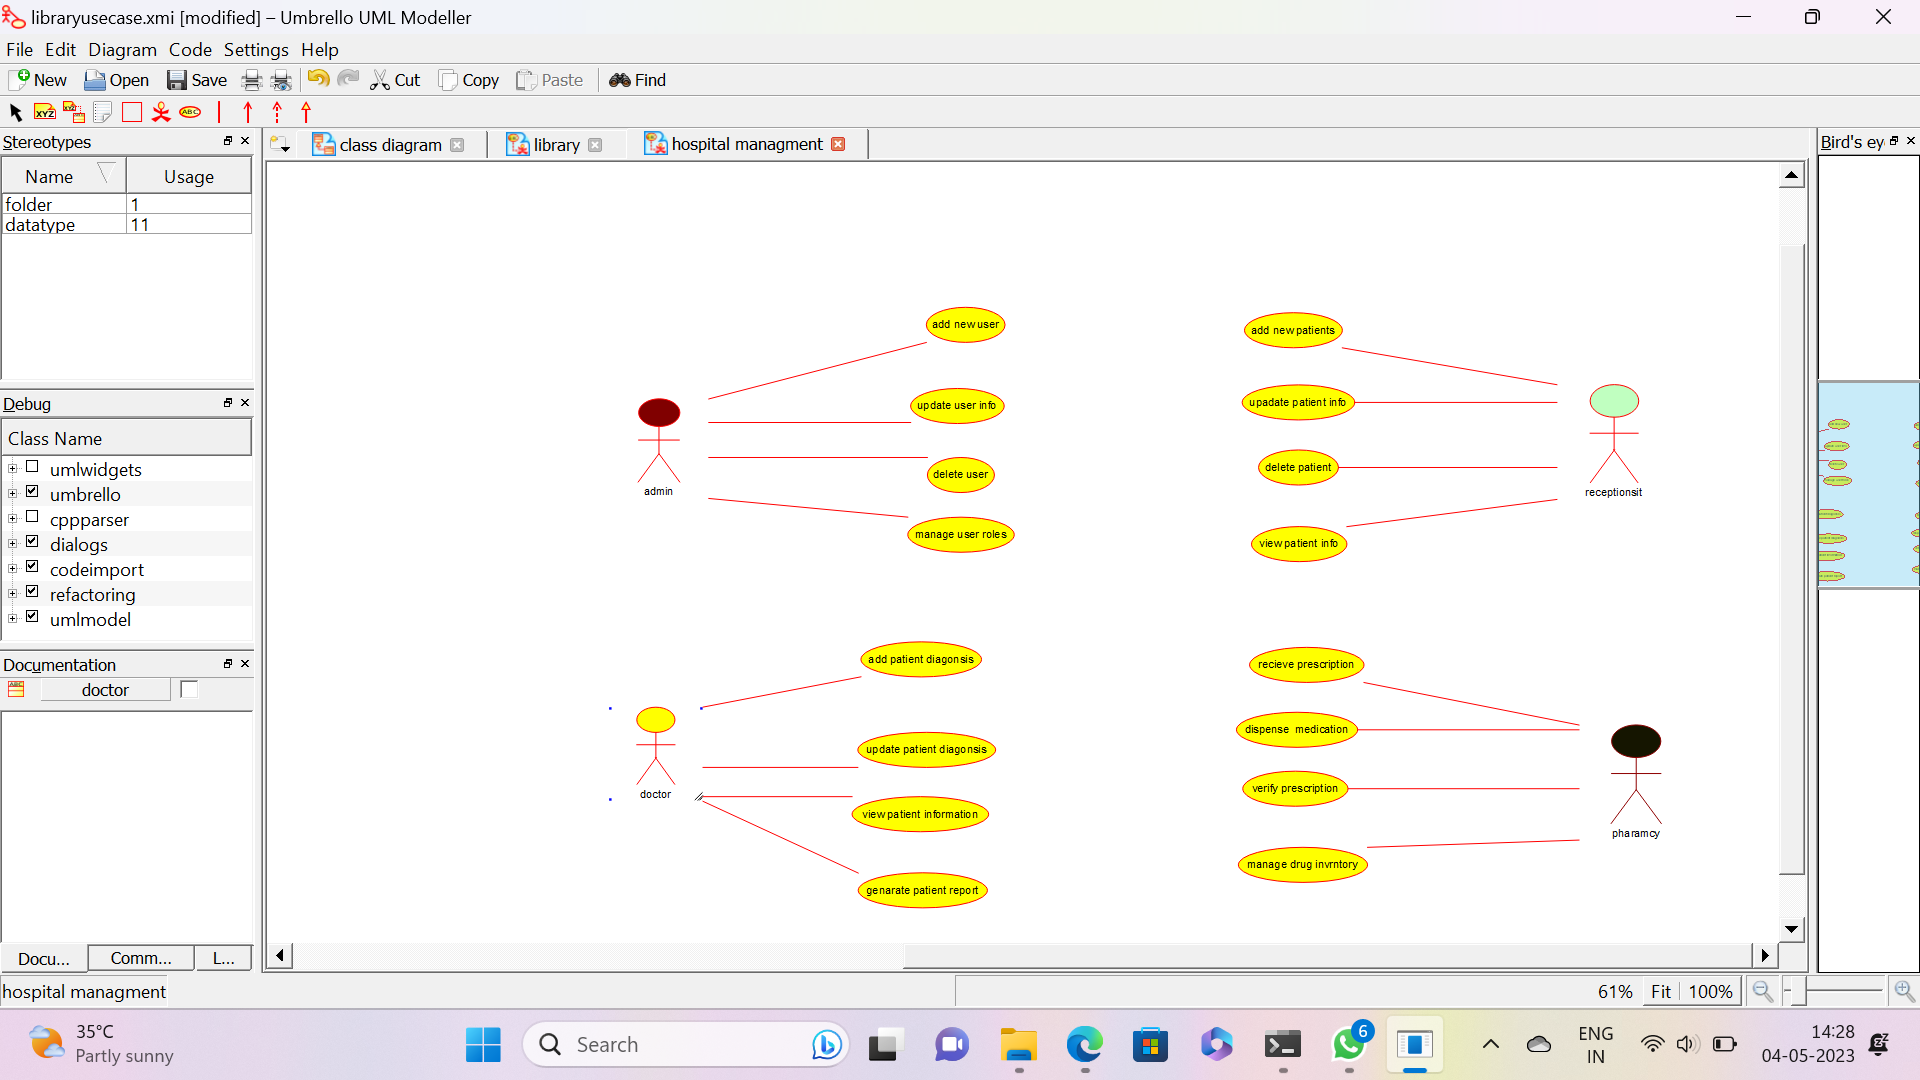 libraryusecase.xmi [modified] – Umbrello UML Modeller
File Edit Diagram Code Settings Help
New Open Save Cut Copy Paste Find
XYZ ABC
Stereotypes
Name Usage
folder 1
datatype 11
Debug
Class Name
umlwidgets
umbrello
cppparser
dialogs
codeimport
refactoring
umlmodel
Documentation
doctor
Docu... Comm... L...
class diagram library hospital managment
add new user
update user info
delete user
manage user roles
admin
add new patients
upadate patient info
delete patient
view patient info
receptionsit
add patient diagonsis
update patient diagonsis
view patient information
genarate patient report
doctor
recieve prescription
dispense medication
verify prescription
manage drug invrntory
pharamcy
Bird's ey
hospital managment
61% Fit 100%
35°C
Partly sunny
Search
6
ENG
IN
14:28
04-05-2023